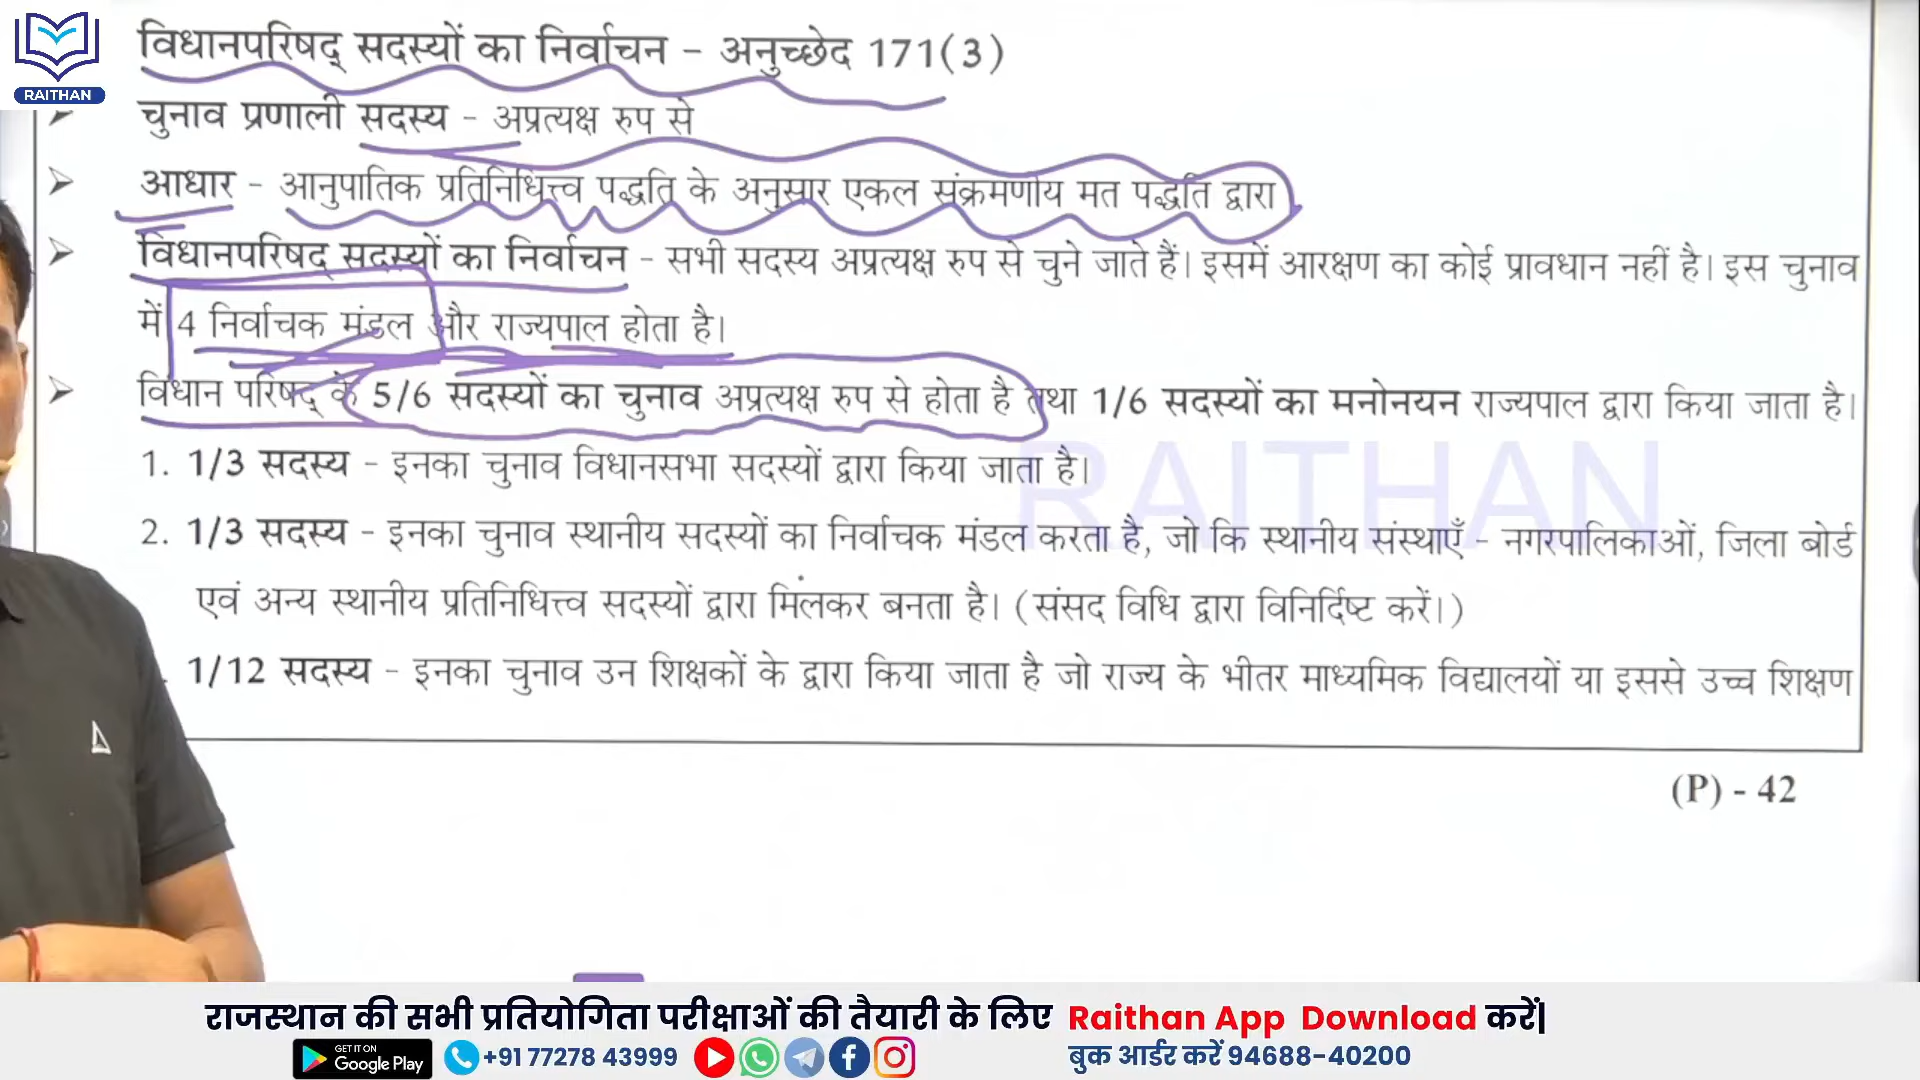 RAITHAN
विधानपरिषद् सदस्यों का निर्वाचन - अनुच्छेद 171(3)
➢ चुनाव प्रणाली सदस्य - अप्रत्यक्ष रुप से
➢ आधार - आनुपातिक प्रतिनिधित्त्व पद्धति के अनुसार एकल संक्रमणीय मत पद्धति द्वारा
➢ विधानपरिषद् सदस्यों का निर्वाचन - सभी सदस्य अप्रत्यक्ष रुप से चुने जाते हैं। इसमें आरक्षण का कोई प्रावधान नहीं है। इस चुनाव
में 4 निर्वाचक मंडल और राज्यपाल होता है।
➢ विधान परिषद् के 5/6 सदस्यों का चुनाव अप्रत्यक्ष रुप से होता है तथा 1/6 सदस्यों का मनोनयन राज्यपाल द्वारा किया जाता है।
1. 1/3 सदस्य - इनका चुनाव विधानसभा सदस्यों द्वारा किया जाता है।
RAITHAN
2. 1/3 सदस्य - इनका चुनाव स्थानीय सदस्यों का निर्वाचक मंडल करता है, जो कि स्थानीय संस्थाएँ - नगरपालिकाओं, जिला बोर्ड
एवं अन्य स्थानीय प्रतिनिधित्त्व सदस्यों द्वारा मिलकर बनता है। (संसद विधि द्वारा विनिर्दिष्ट करें।)
1/12 सदस्य - इनका चुनाव उन शिक्षकों के द्वारा किया जाता है जो राज्य के भीतर माध्यमिक विद्यालयों या इससे उच्च शिक्षण
(P) - 42
राजस्थान की सभी प्रतियोगिता परीक्षाओं की तैयारी के लिए Raithan App Download करें|
GET IT ON
Google Play
+91 77278 43999
बुक आर्डर करें 94688-40200